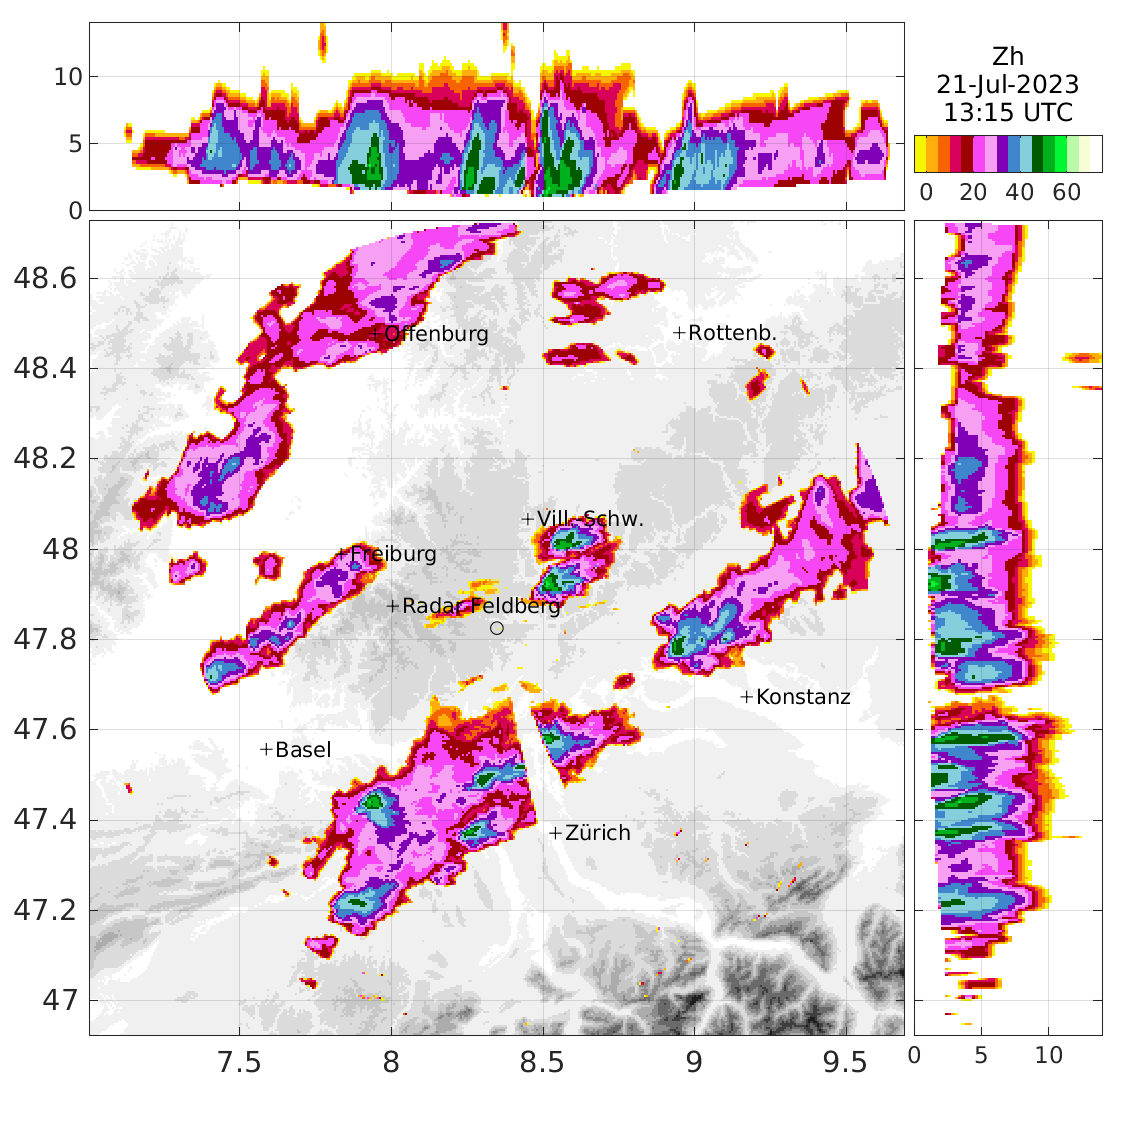 Zh
21-Jul-2023
13:15 UTC
0 20 40 60
10
5
0
48.6
48.4
48.2
48
47.8
47.6
47.4
47.2
47
+Offenburg
+Rottenb.
+Vill.-Schw.
+Freiburg
+Radar Feldberg
+Konstanz
+Basel
+Zürich
7.5 8 8.5 9 9.5
0 5 10